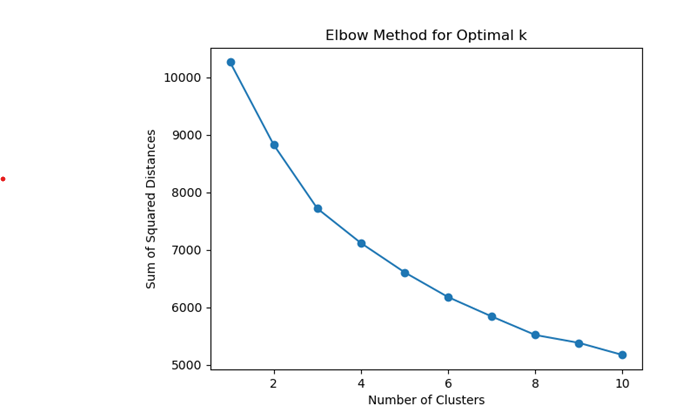 Elbow Method for Optimal k
10000
9000
8000
7000
6000
5000
Sum of Squared Distances
2 4 6 8 10
Number of Clusters